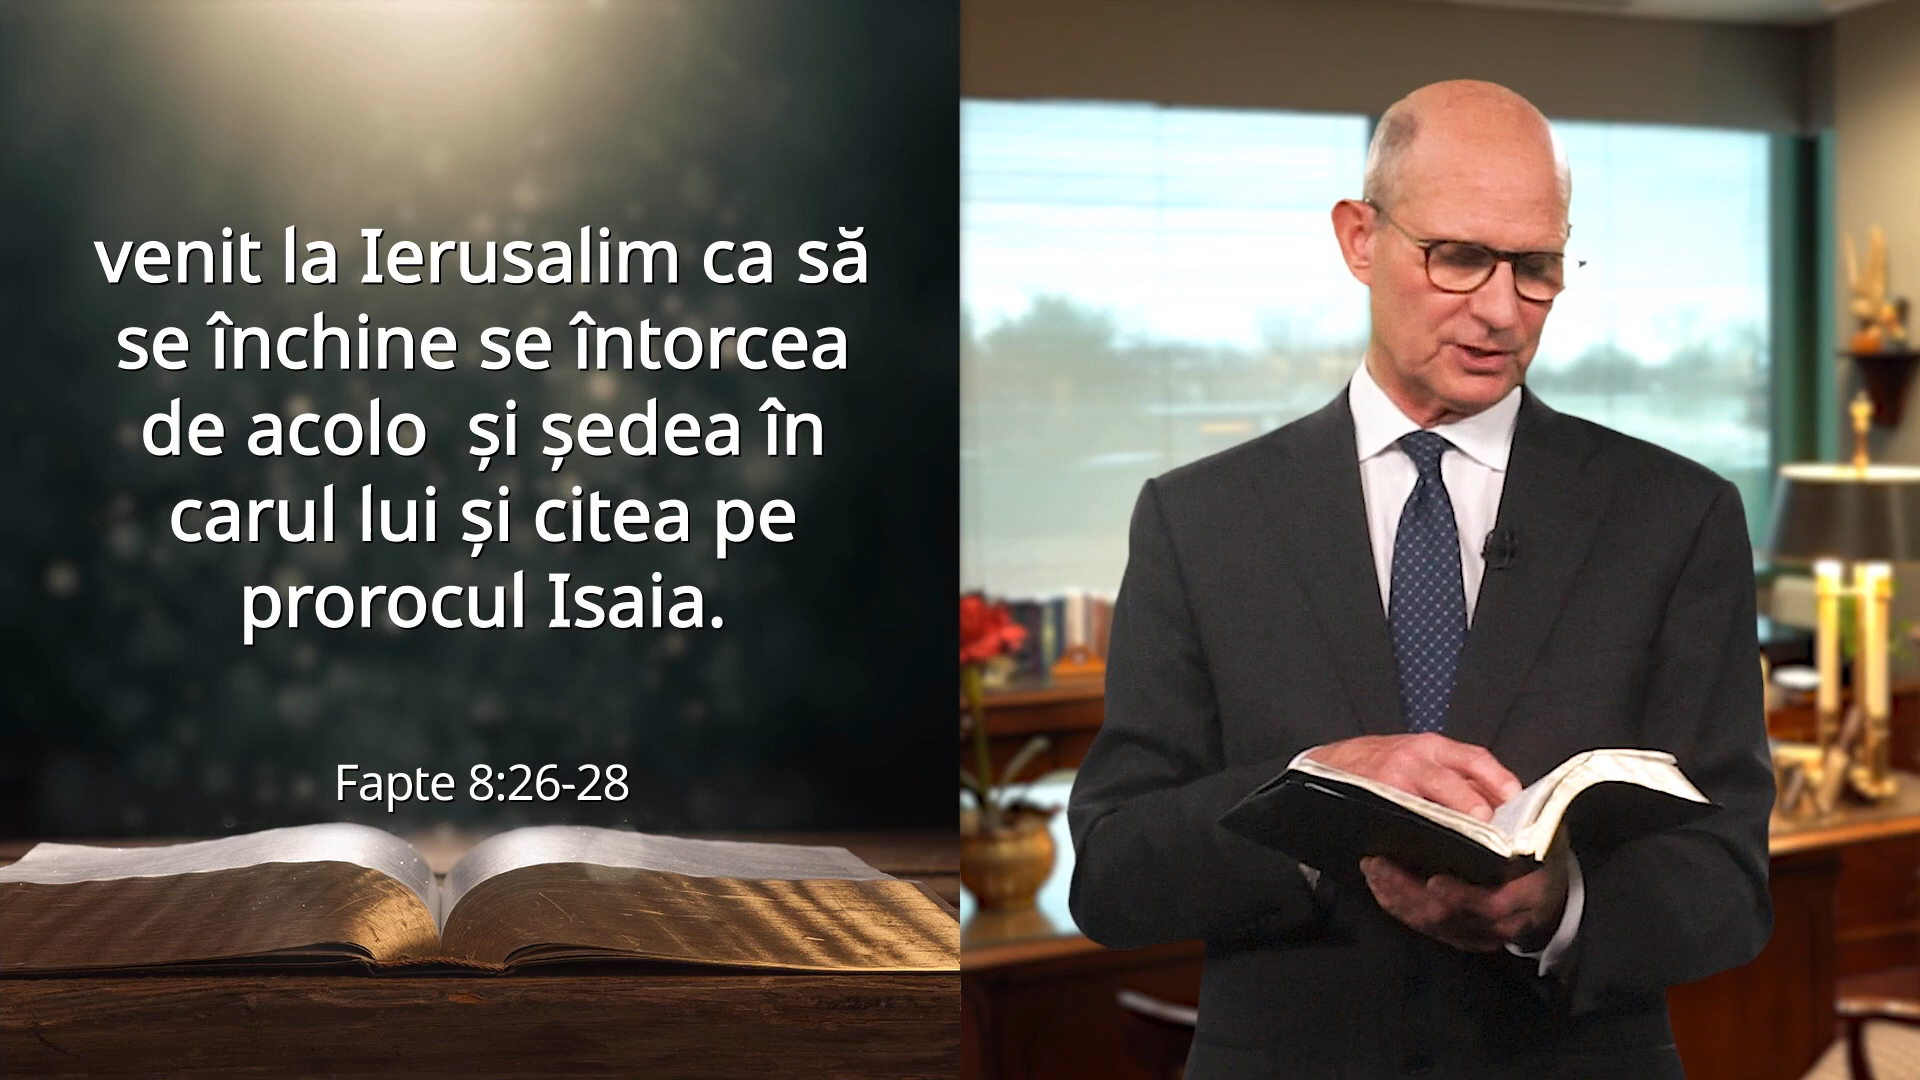 venit la Ierusalim ca să
se închine se întorcea
de acolo  și ședea în
carul lui și citea pe
prorocul Isaia.
Fapte 8:26-28